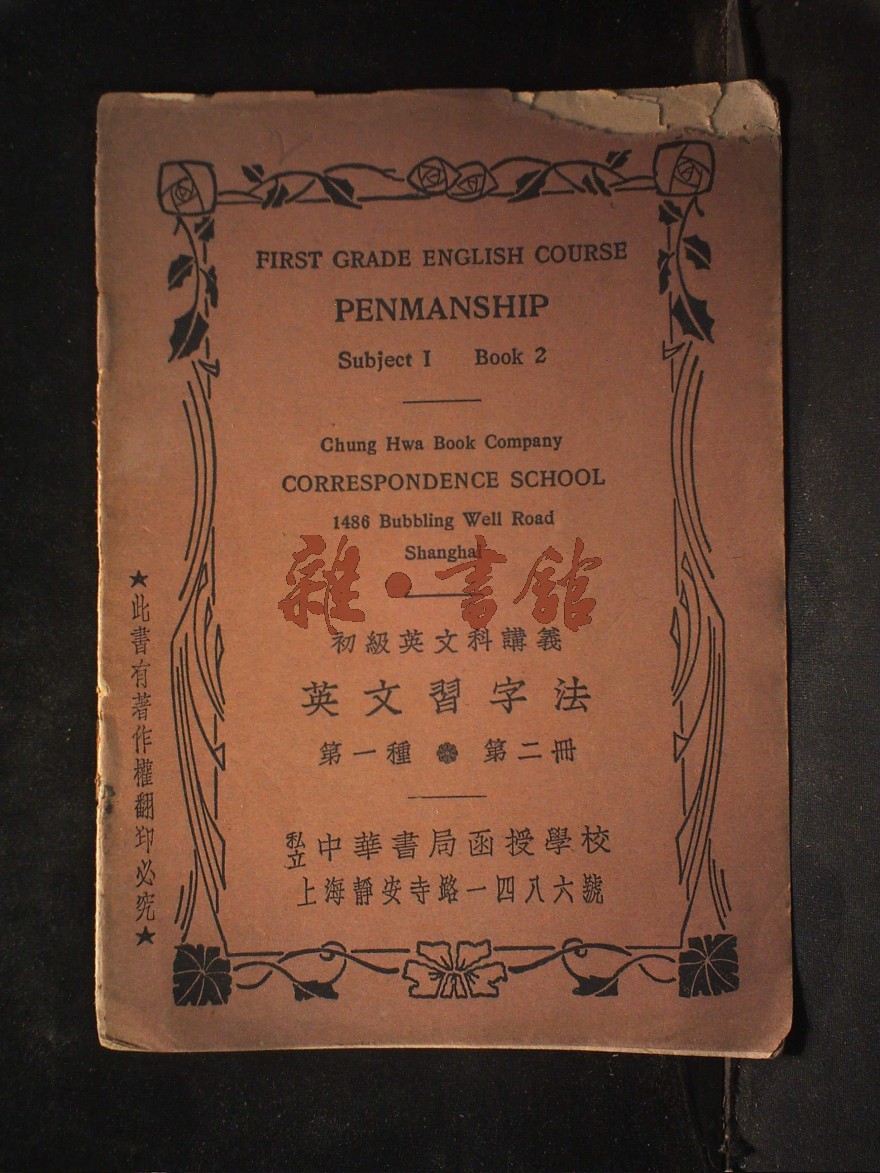 FIRST GRADE ENGLISH COURSE
PENMANSHIP
Subject I Book 2
Chung Hwa Book Company
CORRESPONDENCE SCHOOL
1486 Bubbling Well Road
Shanghai
雜·書館
初級英文科講義
英文習字法
第一種 第二冊
私立中華書局函授學校
上海靜安寺路一四八六號
★此書有著作權翻印必究★